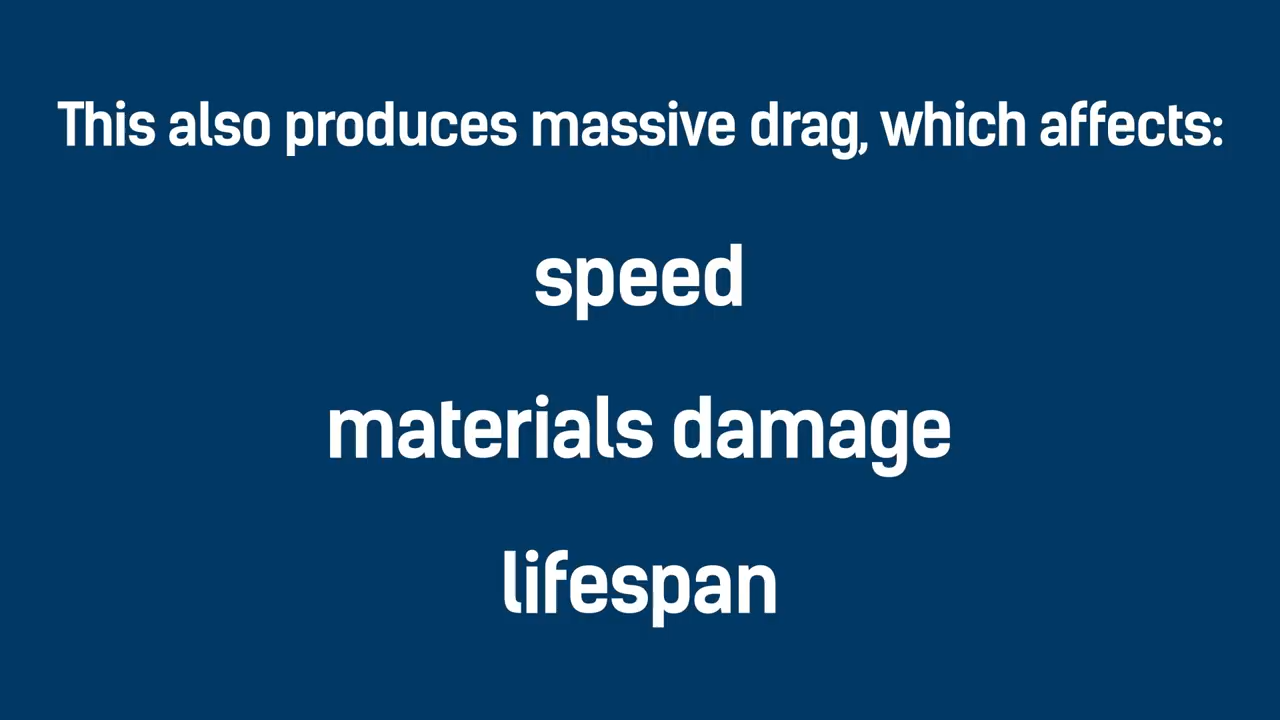 This also produces massive drag, which affects:
speed
materials damage
lifespan